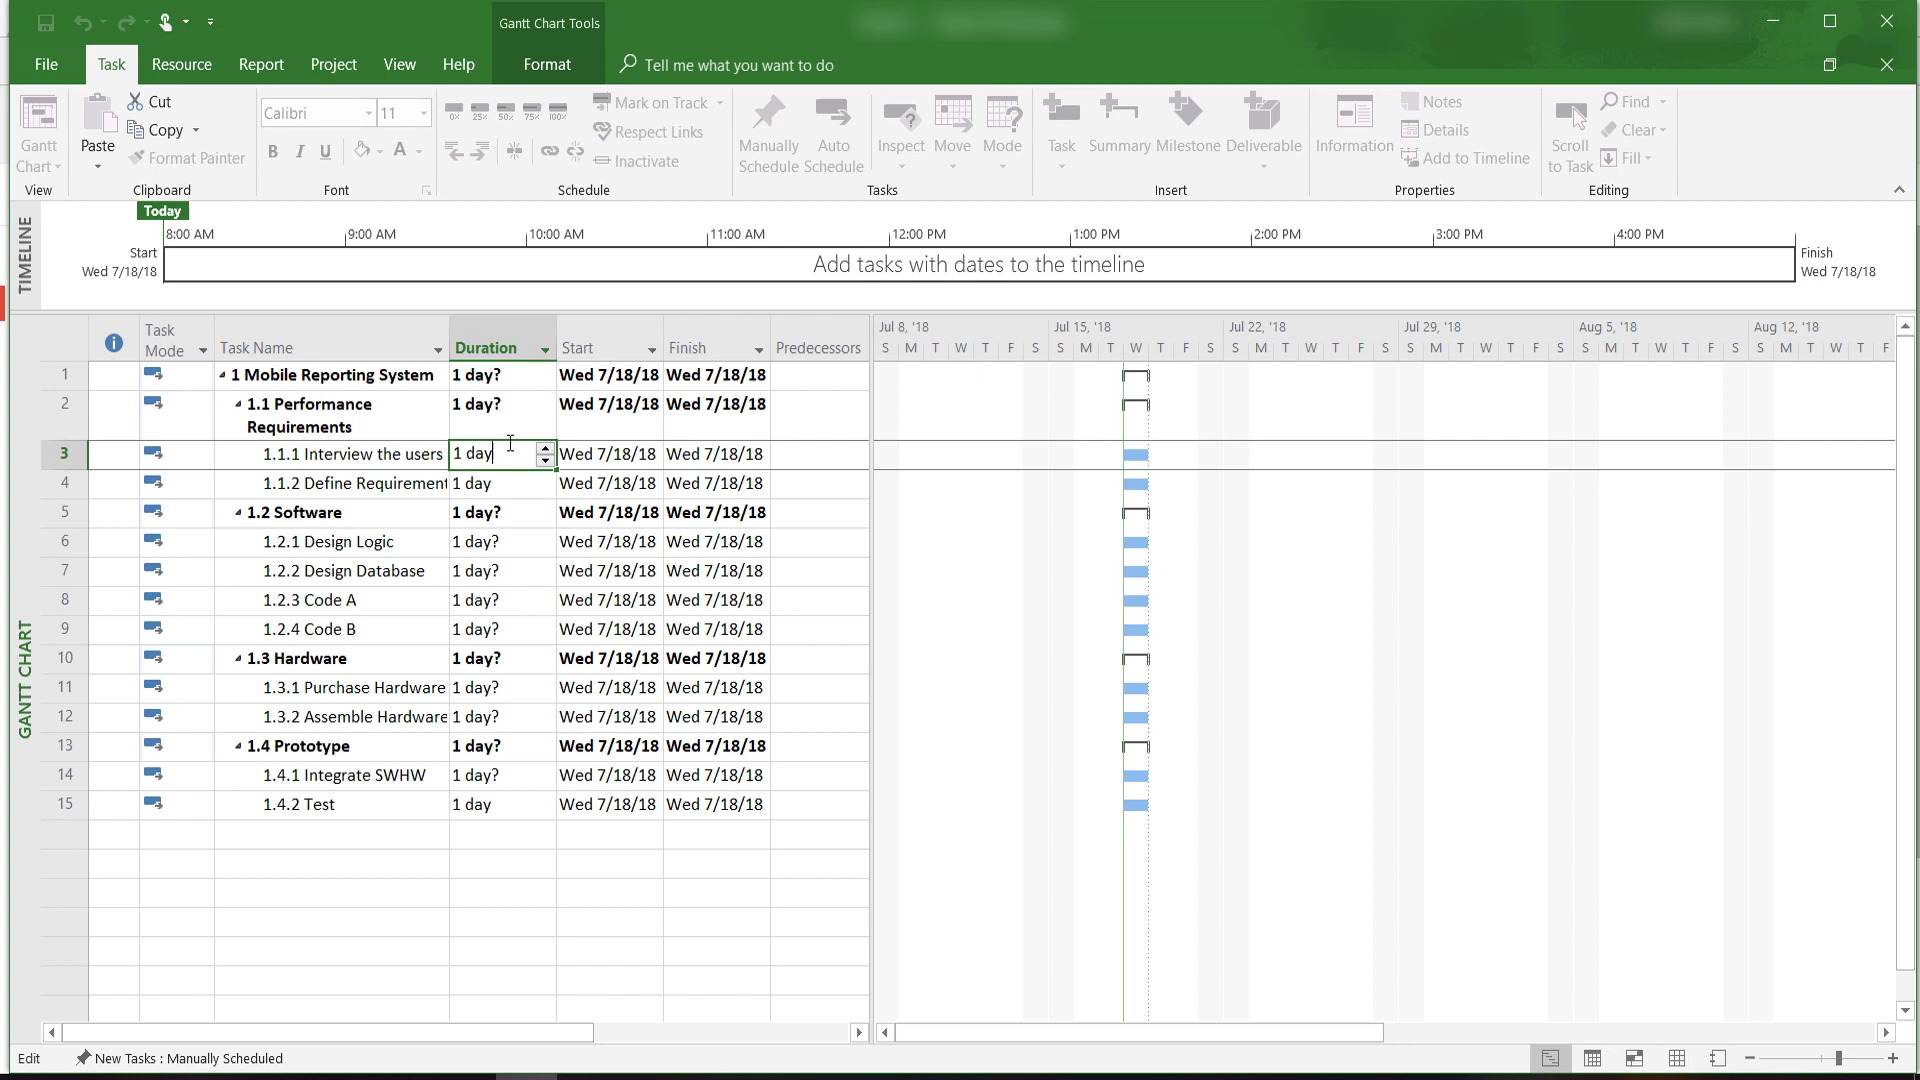 Gantt Chart Tools
File Task Resource Report Project View Help Format Tell me what you want to do
Gantt Chart
Paste
Cut
Copy
Format Painter
Calibri 11
B I U A
0% 25% 50% 75% 100%
Mark on Track
Respect Links
Inactivate
Manually Schedule
Auto Schedule
Inspect Move Mode
Task Summary Milestone Deliverable
Information
Notes
Details
Add to Timeline
Scroll to Task
Find
Clear
Fill
View Clipboard Font Schedule Tasks Insert Properties Editing
TIMELINE
Today
8:00 AM 9:00 AM 10:00 AM 11:00 AM 12:00 PM 1:00 PM 2:00 PM 3:00 PM 4:00 PM
Start
Wed 7/18/18
Add tasks with dates to the timeline
Finish
Wed 7/18/18
GANTT CHART
Task Mode Task Name Duration Start Finish Predecessors
Jul 8, '18 Jul 15, '18 Jul 22, '18 Jul 29, '18 Aug 5, '18 Aug 12, '18
S M T W T F S S M T W T F S S M T W T F S S M T W T F S S M T W T F S S M T W T F
1 1 Mobile Reporting System 1 day? Wed 7/18/18 Wed 7/18/18
2 1.1 Performance 1 day? Wed 7/18/18 Wed 7/18/18
Requirements
3 1.1.1 Interview the users 1 day Wed 7/18/18 Wed 7/18/18
4 1.1.2 Define Requirement 1 day Wed 7/18/18 Wed 7/18/18
5 1.2 Software 1 day? Wed 7/18/18 Wed 7/18/18
6 1.2.1 Design Logic 1 day? Wed 7/18/18 Wed 7/18/18
7 1.2.2 Design Database 1 day? Wed 7/18/18 Wed 7/18/18
8 1.2.3 Code A 1 day? Wed 7/18/18 Wed 7/18/18
9 1.2.4 Code B 1 day? Wed 7/18/18 Wed 7/18/18
10 1.3 Hardware 1 day? Wed 7/18/18 Wed 7/18/18
11 1.3.1 Purchase Hardware 1 day? Wed 7/18/18 Wed 7/18/18
12 1.3.2 Assemble Hardware 1 day? Wed 7/18/18 Wed 7/18/18
13 1.4 Prototype 1 day? Wed 7/18/18 Wed 7/18/18
14 1.4.1 Integrate SWHW 1 day? Wed 7/18/18 Wed 7/18/18
15 1.4.2 Test 1 day Wed 7/18/18 Wed 7/18/18
Edit New Tasks : Manually Scheduled